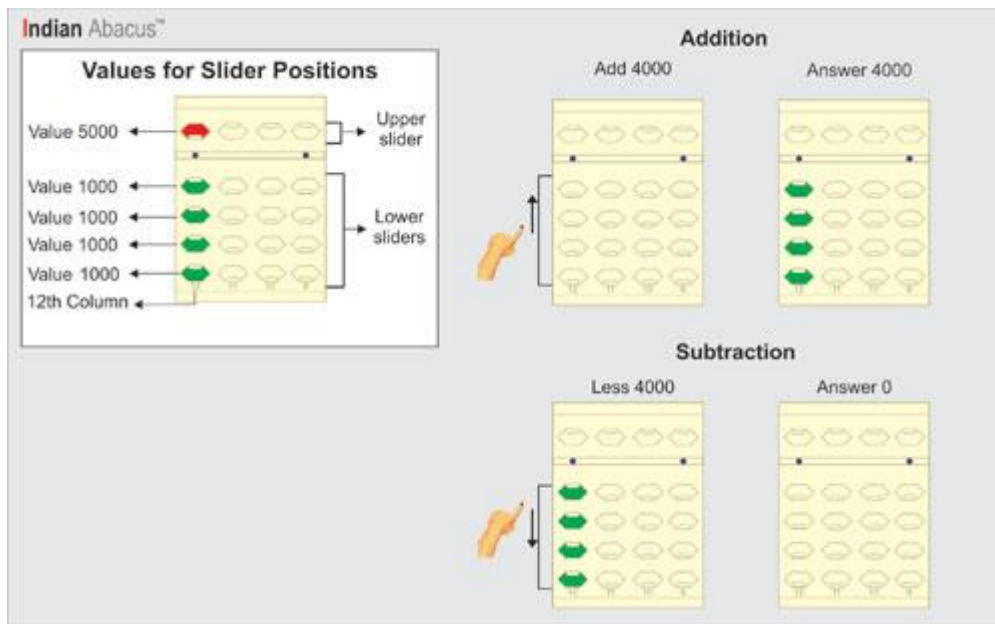 Indian Abacus™
Values for Slider Positions
Value 5000
Upper
slider
Value 1000
Value 1000
Value 1000
Value 1000
Lower
sliders
12th Column
Addition
Add 4000
Answer 4000
Subtraction
Less 4000
Answer 0